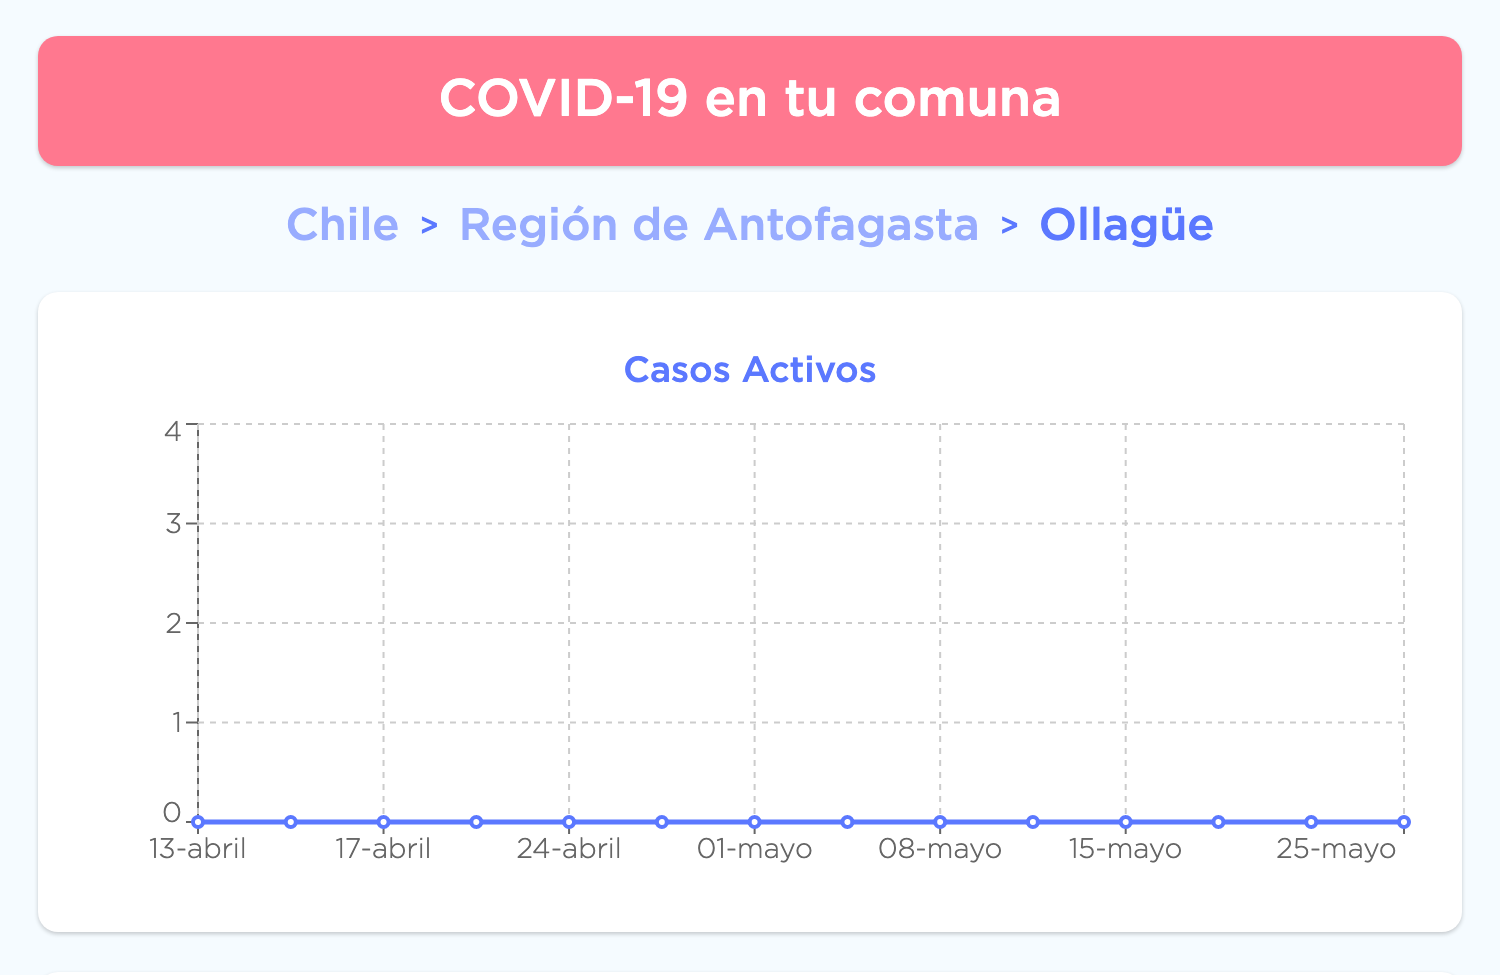 COVID-19 en tu comuna
Chile > Región de Antofagasta > Ollagüe
Casos Activos
4
3
2
1
0
13-abril 17-abril 24-abril 01-mayo 08-mayo 15-mayo 25-mayo